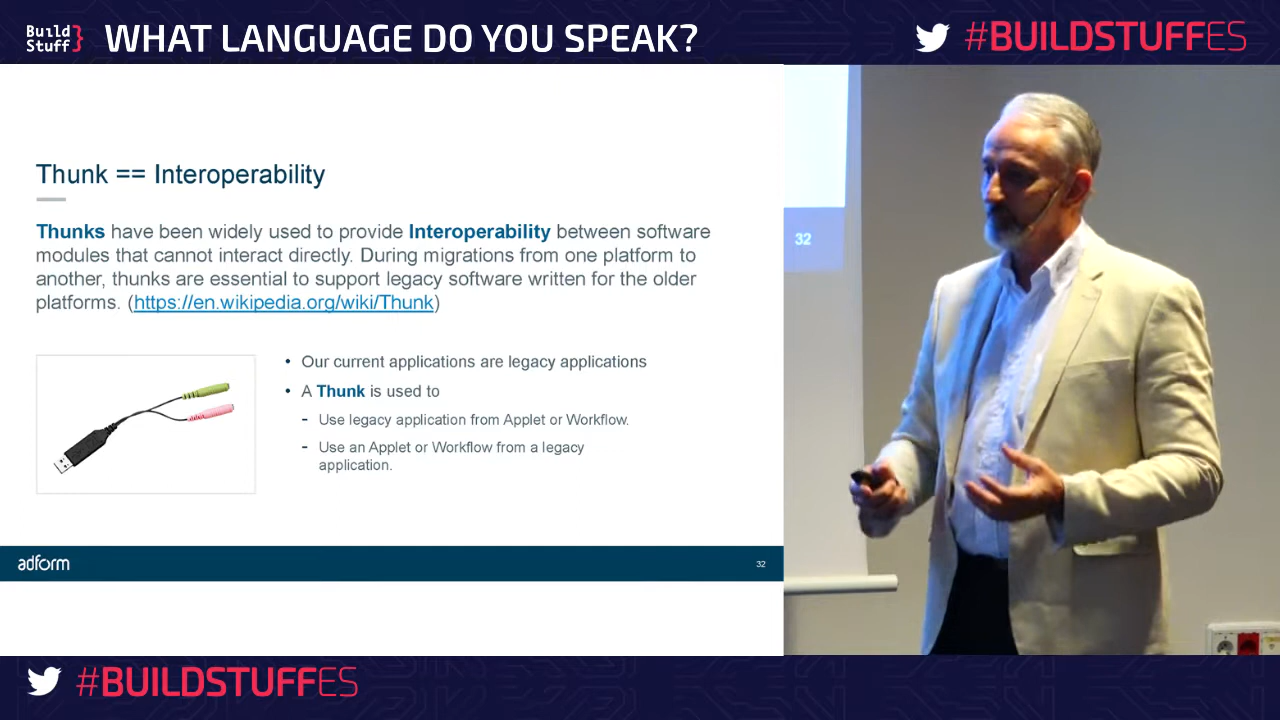 Build
Stuff}
WHAT LANGUAGE DO YOU SPEAK?
#BUILDSTUFFES
Thunk == Interoperability
Thunks have been widely used to provide Interoperability between software
modules that cannot interact directly. During migrations from one platform to
another, thunks are essential to support legacy software written for the older
platforms. (https://en.wikipedia.org/wiki/Thunk)
• Our current applications are legacy applications
• A Thunk is used to
- Use legacy application from Applet or Workflow.
- Use an Applet or Workflow from a legacy
application.
adform
32
32
#BUILDSTUFFES